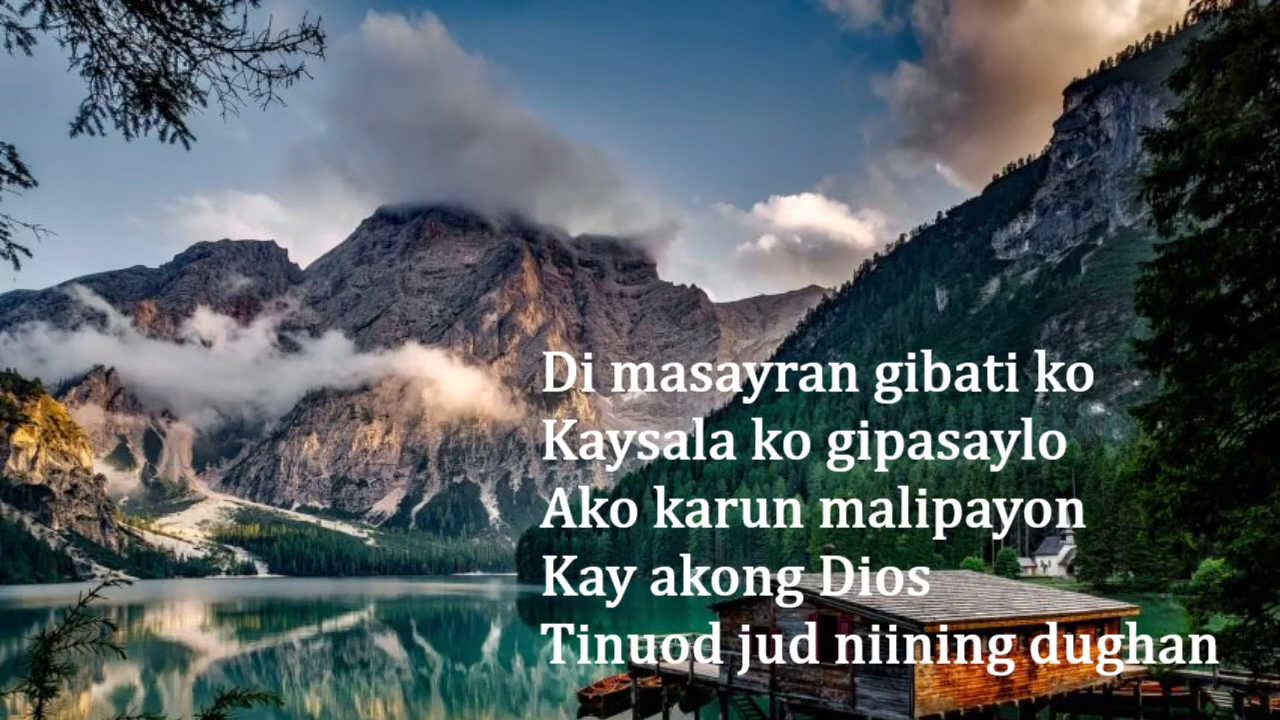 Di masayran gibati ko
Kaysala ko gipasaylo
Ako karun malipayon
Kay akong Dios
Tinuod jud niining dughan